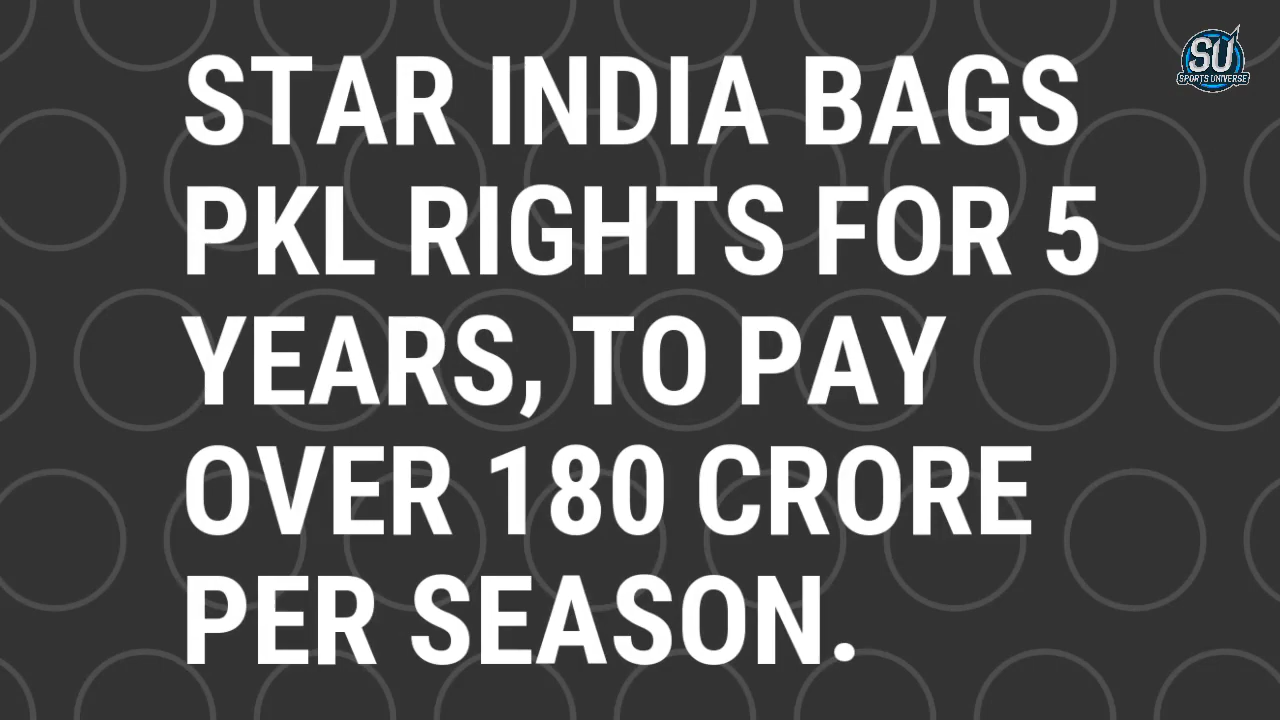 STAR INDIA BAGS
PKL RIGHTS FOR 5
YEARS, TO PAY
OVER 180 CRORE
PER SEASON.
SU
SPORTS UNIVERSE